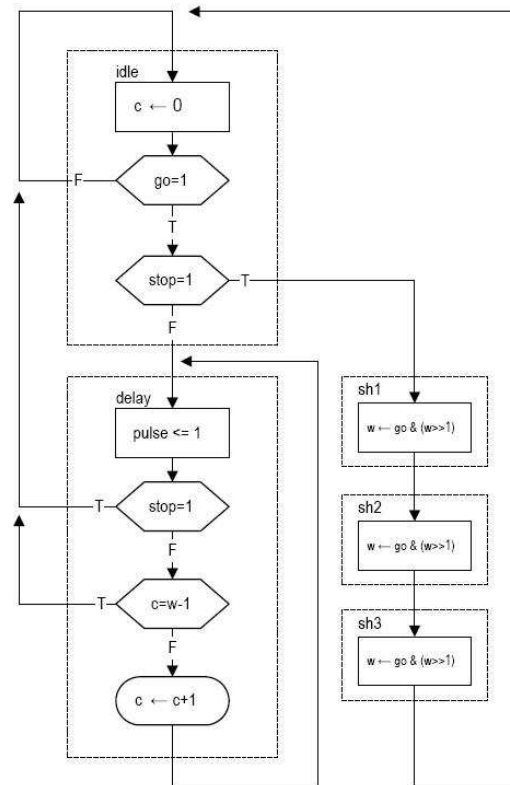 idle
c ← 0
F
go=1
T
stop=1
T
F
delay
pulse <= 1
T
stop=1
F
T
c=w-1
F
c ← c+1
sh1
w ← go & (w>>1)
sh2
w ← go & (w>>1)
sh3
w ← go & (w>>1)